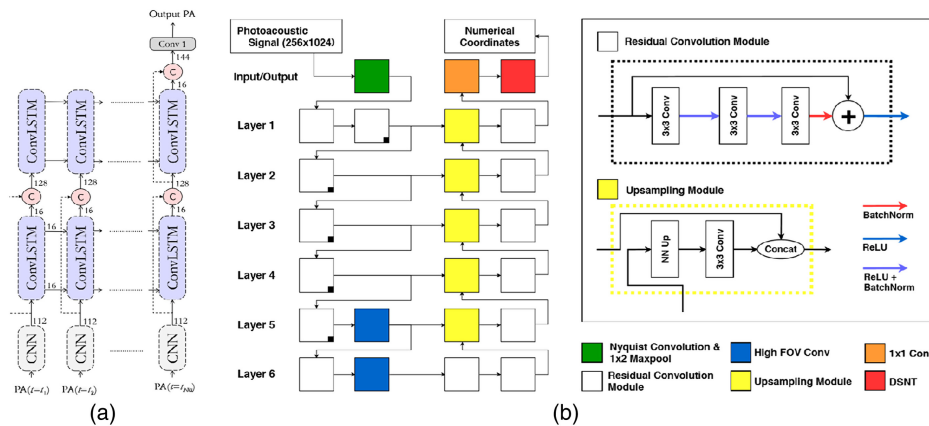 Output PA
Conv 1
144
C
16
ConvLSTM
ConvLSTM
ConvLSTM
128
128
128
C
C
C
16
16
16
ConvLSTM
ConvLSTM
ConvLSTM
16
16
112
112
112
CNN
CNN
CNN
PA(t=t₁)
PA(t=t₂)
PA(t=tNu)
(a)
Photoacoustic
Signal (256x1024)
Numerical
Coordinates
Input/Output
Layer 1
Layer 2
Layer 3
Layer 4
Layer 5
Layer 6
Residual Convolution Module
3x3 Conv
3x3 Conv
3x3 Conv
+
Upsampling Module
NN Up
3x3 Conv
Concat
BatchNorm
ReLU
ReLU +
BatchNorm
Nyquist Convolution &
1x2 Maxpool
High FOV Conv
1x1 Con
Residual Convolution
Module
Upsampling Module
DSNT
(b)